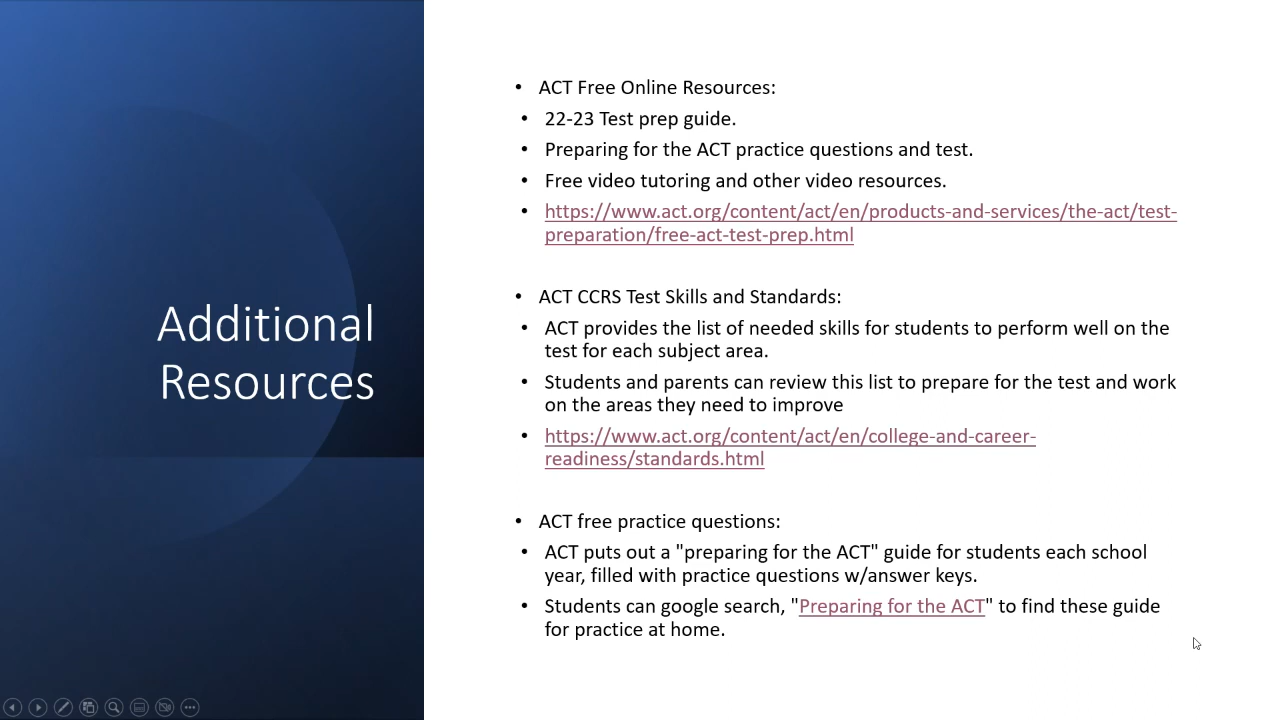 Additional
Resources
• ACT Free Online Resources:
• 22-23 Test prep guide.
• Preparing for the ACT practice questions and test.
• Free video tutoring and other video resources.
• https://www.act.org/content/act/en/products-and-services/the-act/test-
preparation/free-act-test-prep.html
• ACT CCRS Test Skills and Standards:
• ACT provides the list of needed skills for students to perform well on the
test for each subject area.
• Students and parents can review this list to prepare for the test and work
on the areas they need to improve
• https://www.act.org/content/act/en/college-and-career-
readiness/standards.html
• ACT free practice questions:
• ACT puts out a "preparing for the ACT" guide for students each school
year, filled with practice questions w/answer keys.
• Students can google search, "Preparing for the ACT" to find these guide
for practice at home.